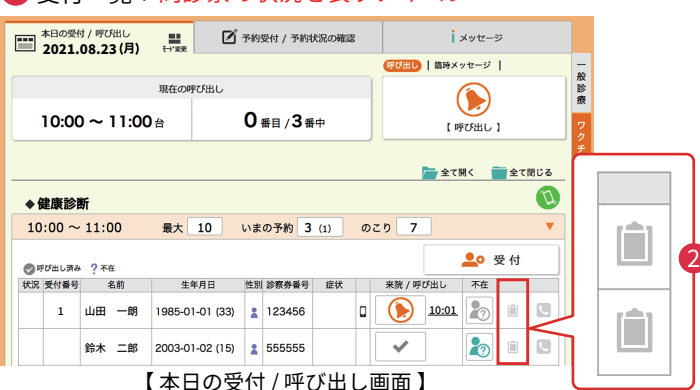 本日の受付 / 呼び出し
2021.08.23(月)
ﾓｰﾄﾞ変更
予約受付 / 予約状況の確認
メッセージ
呼び出し | 臨時メッセージ |
一般診療
ワクチ
現在の呼び出し
10:00 ～ 11:00台
0番目 /3番中
【 呼び出し 】
全て開く
全て閉じる
◆健康診断
10:00 ～ 11:00 最大 10 いまの予約 3 (1) のこり 7
受 付
呼び出し済み ? 不在
状況 受付番号 名前 生年月日 性別 診察券番号 症状 来院 / 呼び出し 不在
1 山田 一朗 1985-01-01 (33) 123456 10:01
鈴木 二郎 2003-01-02 (15) 555555
2
【 本日の受付 / 呼び出し画面 】